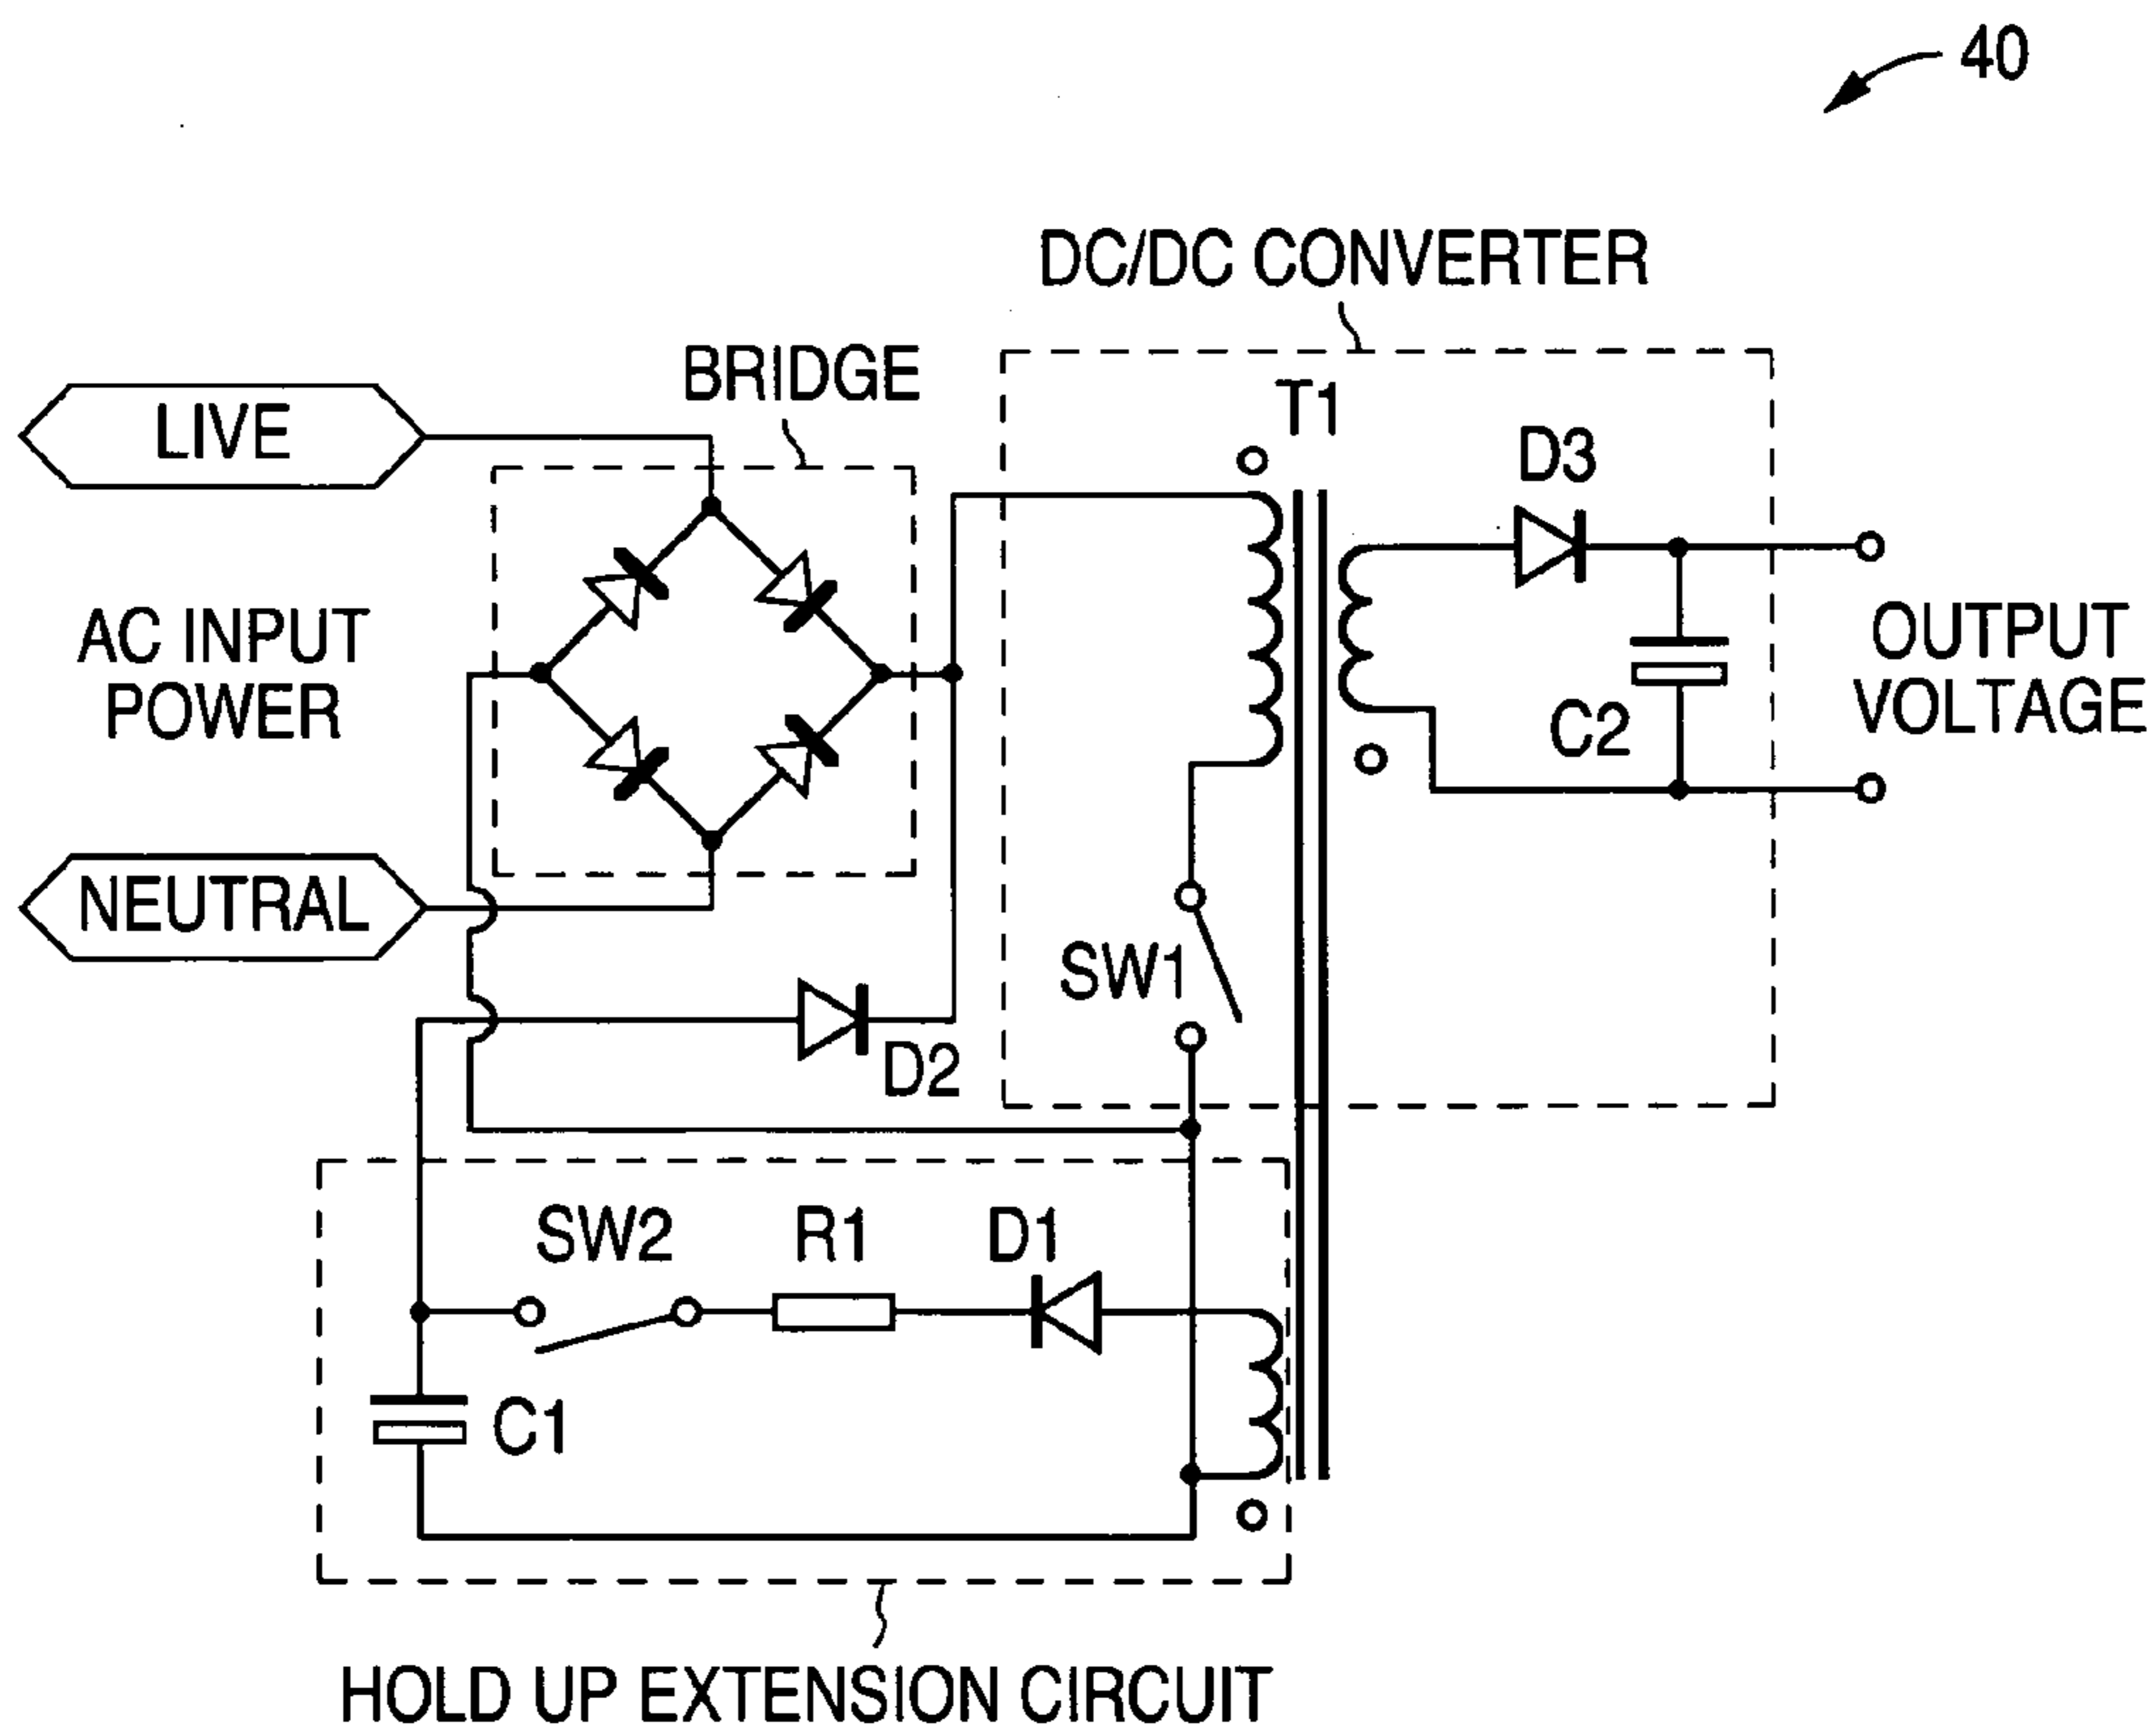 40
DC/DC CONVERTER
BRIDGE
LIVE
T1
D3
AC INPUT
POWER
OUTPUT
VOLTAGE
C2
NEUTRAL
SW1
D2
SW2
R1
D1
C1
HOLD UP EXTENSION CIRCUIT